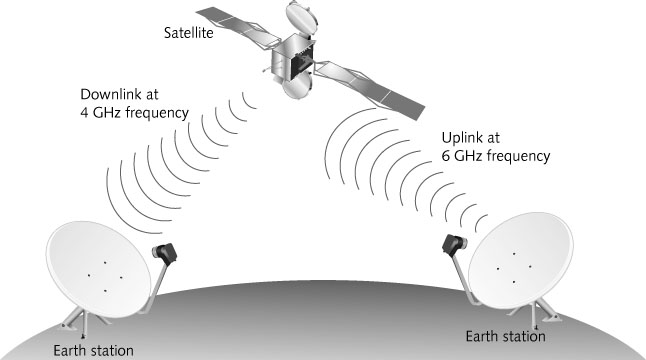 Satellite
Downlink at
4 GHz frequency
Uplink at
6 GHz frequency
Earth station
Earth station